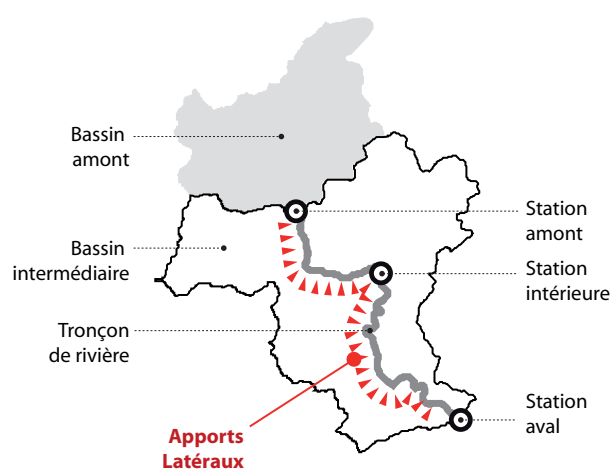 Bassin
amont
Station
amont
Bassin
intermédiaire
Station
intérieure
Tronçon
de rivière
Station
aval
Apports
Latéraux